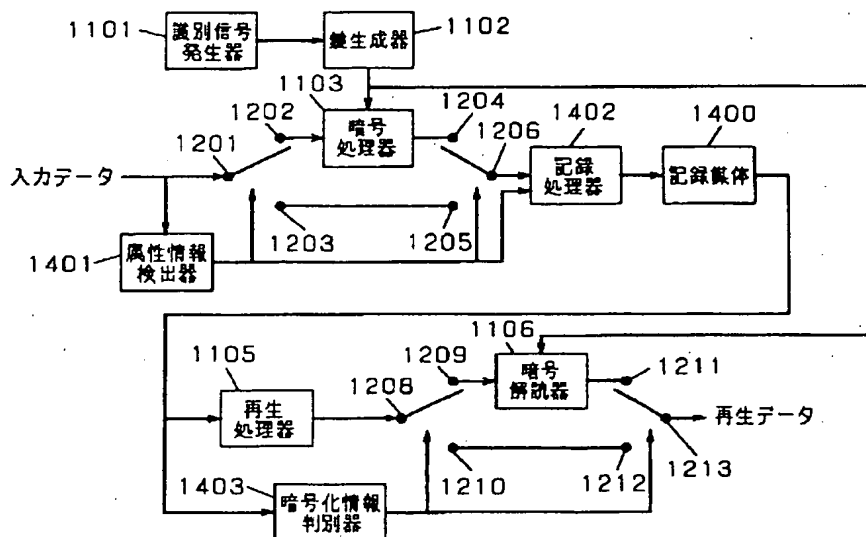 1101
識別信号
発生器
鍵生成器
1102
1103
1202
暗号
処理器
1204
1201
1206
1402
1400
入力データ
記録
処理器
記録媒体
1203
1205
1401
属性情報
検出器
1106
1209
暗号
解読器
1211
1105
1208
再生
処理器
再生データ
1210
1212
1213
1403
暗号化情報
判別器